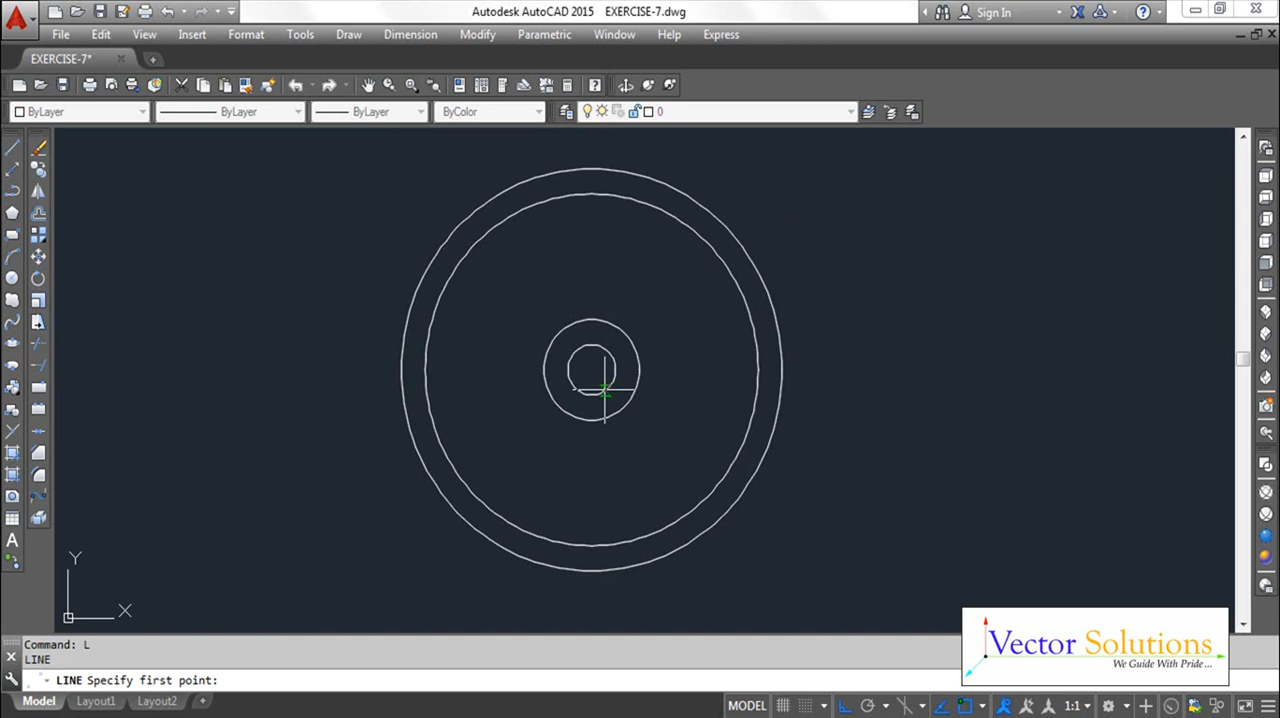 Autodesk AutoCAD 2015 EXERCISE-7.dwg
Sign In
File Edit View Insert Format Tools Draw Dimension Modify Parametric Window Help Express
EXERCISE-7*
ByLayer ByLayer ByLayer ByColor 0
Y
X
Command: L
LINE
LINE Specify first point:
Vector Solutions
We Guide With Pride...
Model Layout1 Layout2
MODEL 1:1